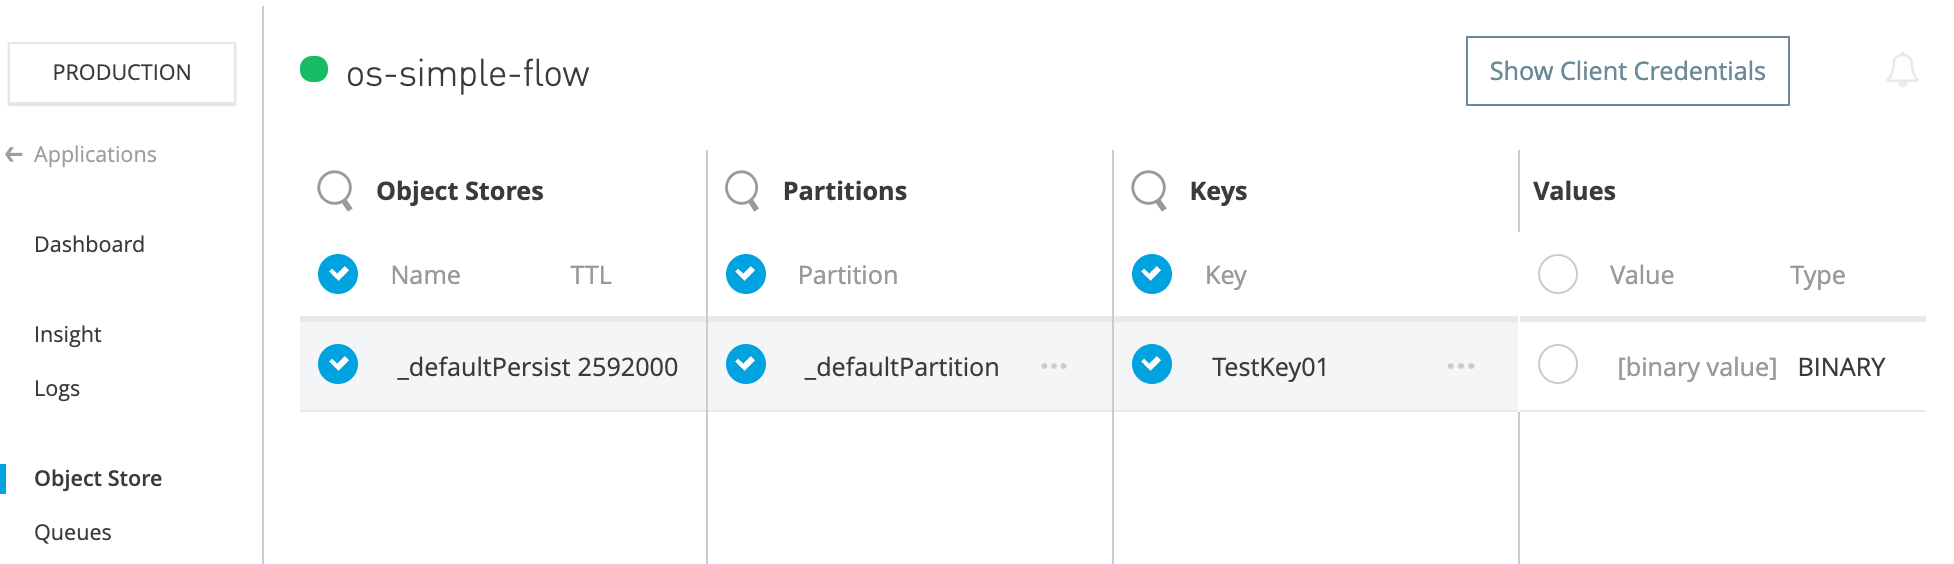 PRODUCTION
Applications
Dashboard
Insight
Logs
Object Store
Queues
os-simple-flow
Show Client Credentials
Object Stores Partitions Keys Values
Name TTL Partition Key Value Type
_defaultPersist 2592000 _defaultPartition ... TestKey01 ... [binary value] BINARY